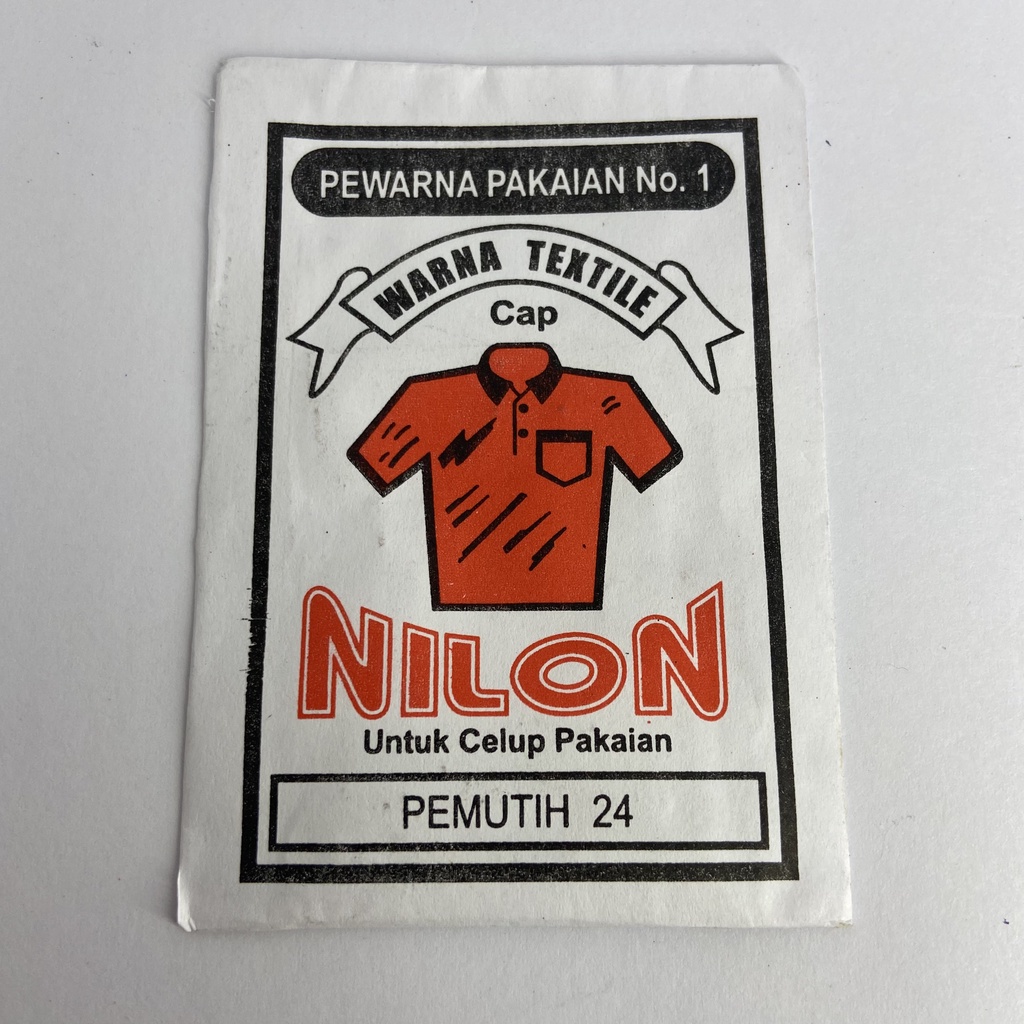 PEWARNA PAKAIAN No. 1
WARNA TEXTILE
Cap
NILON
Untuk Celup Pakaian
PEMUTIH 24